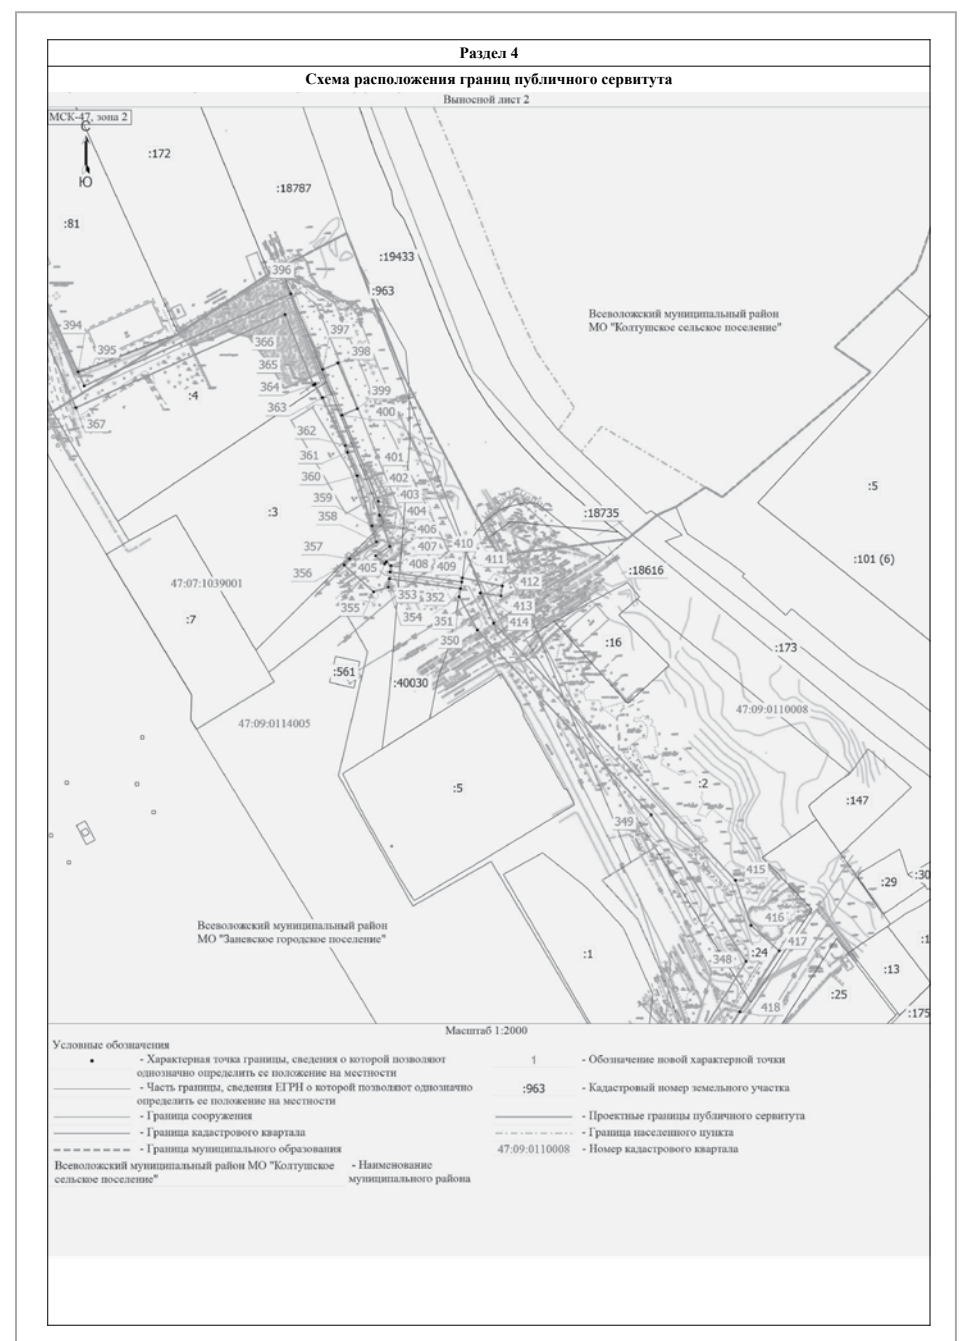 Раздел 4
Схема расположения границ публичного сервитута
Выносной лист 2
МСК-47, зона 2
С
Ю
:172
:18787
:81
:19433
:963
396
Всеволожский муниципальный район
МО "Колтушское сельское поселение"
394
397
395
366
398
365
364
399
:4
363
400
367
362
361
401
360
402
:5
359
403
:3
404
:18735
358
406
357
407
410
:101 (6)
411
405
408
409
:18616
356
412
47:07:1039001
353
352
355
413
354
351
414
:7
350
:16
:173
:561
:40030
47:09:0110008
47:09:0114005
:2
:5
:147
349
415
:29
:30
416
Всеволожский муниципальный район
МО "Заневское городское поселение"
417
:1
:1
348
:24
:13
:25
418
:175
Масштаб 1:2000
Условные обозначения
- Характерная точка границы, сведения о которой позволяют
однозначно определить ее положение на местности
1 - Обозначение новой характерной точки
- Часть границы, сведения ЕГРН о которой позволяют однозначно
определить ее положение на местности
:963 - Кадастровый номер земельного участка
- Граница сооружения
- Проектные границы публичного сервитута
- Граница кадастрового квартала
- Граница населенного пункта
- Граница муниципального образования
47:09:0110008 - Номер кадастрового квартала
Всеволожский муниципальный район МО "Колтушское
сельское поселение"
- Наименование
муниципального района